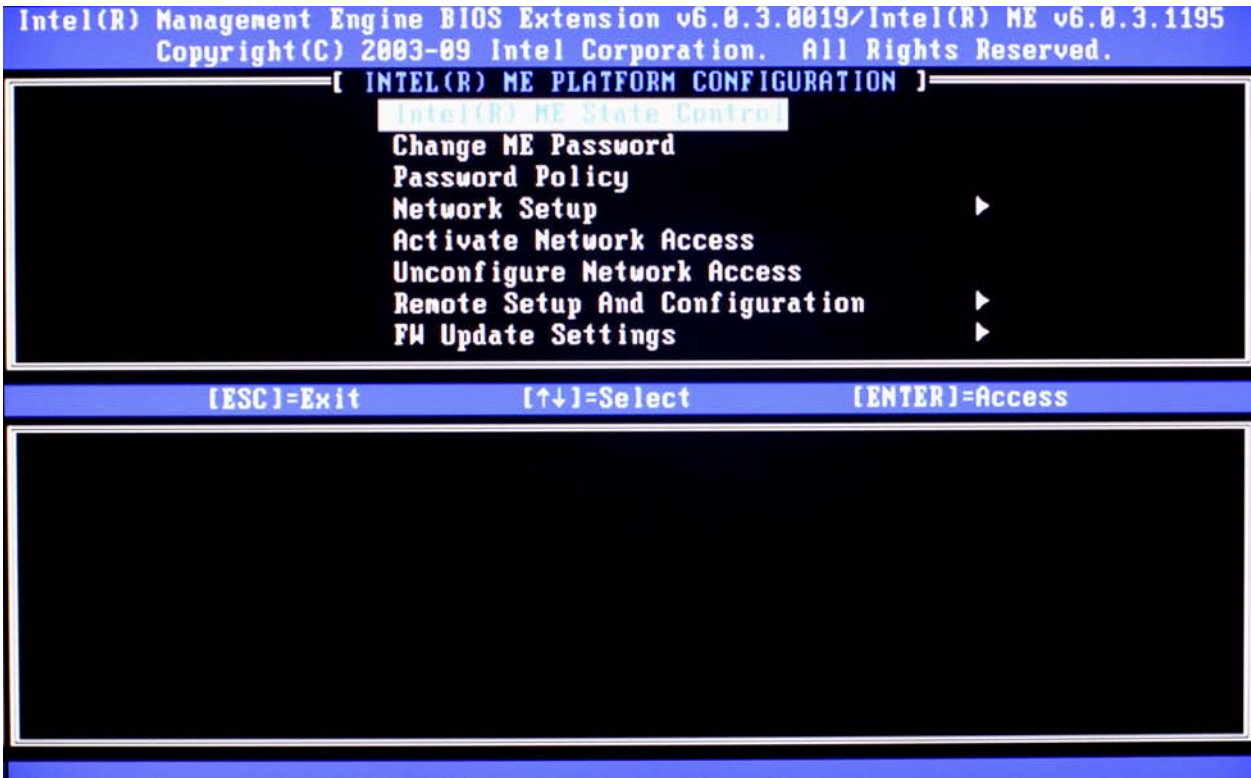 Intel(R) Management Engine BIOS Extension v6.0.3.0019/Intel(R) ME v6.0.3.1195
Copyright(C) 2003-09 Intel Corporation. All Rights Reserved.
[ INTEL(R) ME PLATFORM CONFIGURATION ]
Intel(R) ME State Control
Change ME Password
Password Policy
Network Setup ►
Activate Network Access
Unconfigure Network Access
Remote Setup And Configuration ►
FW Update Settings ►
[ESC]=Exit [↑↓]=Select [ENTER]=Access